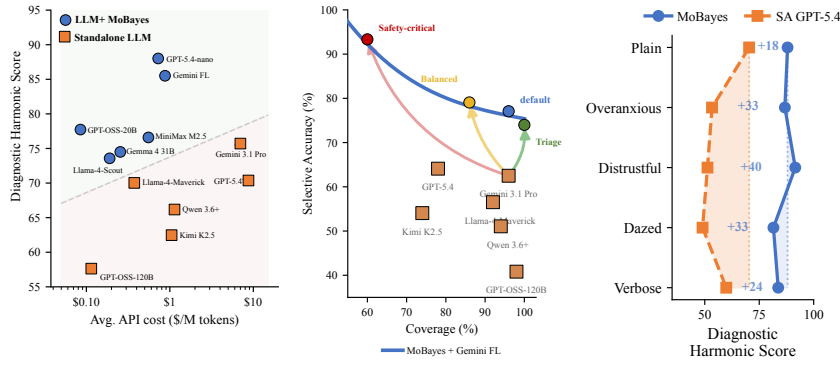 95
90
85
80
75
70
65
60
55
Diagnostic Harmonic Score
LLM+ MoBayes
Standalone LLM
GPT-5.4-nano
Gemini FL
GPT-OSS-20B
MiniMax M2.5
Gemma 4 31B
Llama-4-Scout
Gemini 3.1 Pro
Llama-4-Maverick
GPT-5.4
Qwen 3.6+
Kimi K2.5
GPT-OSS-120B
$0.10
$1
$10
Avg. API cost ($/M tokens)
100
90
80
70
60
50
40
Selective Accuracy (%)
Safety-critical
Balanced
default
Triage
GPT-5.4
Gemini 3.1 Pro
Kimi K2.5
Llama-4-Maverick
Qwen 3.6+
GPT-OSS-120B
60
70
80
90
100
Coverage (%)
MoBayes + Gemini FL
MoBayes
SA GPT-5.4
Plain
+18
Overanxious
+33
Distrustful
+40
Dazed
+33
Verbose
+24
50
75
100
Diagnostic
Harmonic Score